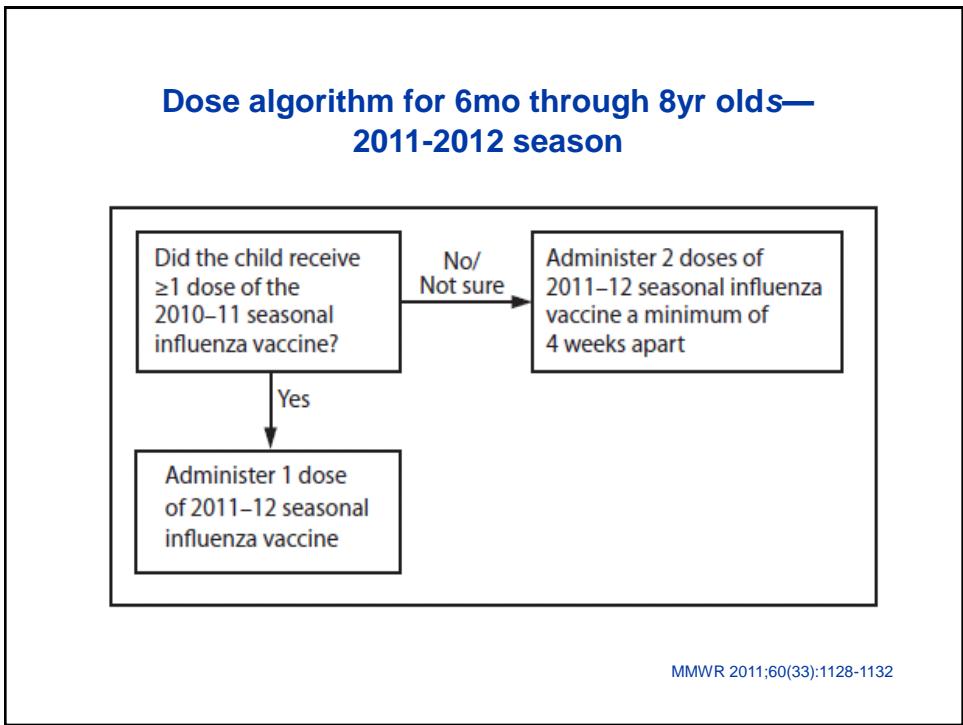 Dose algorithm for 6mo through 8yr olds—
2011-2012 season
Did the child receive
≥1 dose of the
2010–11 seasonal
influenza vaccine?
No/
Not sure
Administer 2 doses of
2011–12 seasonal influenza
vaccine a minimum of
4 weeks apart
Yes
Administer 1 dose
of 2011–12 seasonal
influenza vaccine
MMWR 2011;60(33):1128-1132